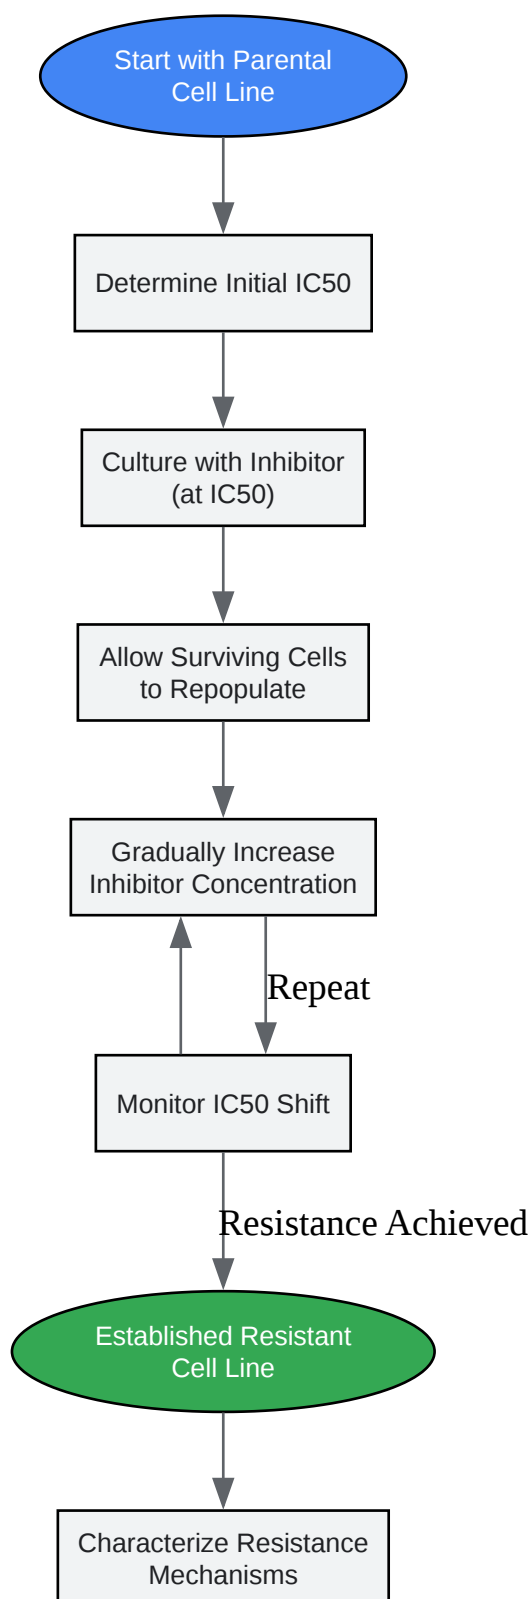 Start with Parental
Cell Line
Determine Initial IC50
Culture with Inhibitor
(at IC50)
Allow Surviving Cells
to Repopulate
Gradually Increase
Inhibitor Concentration
Repeat
Monitor IC50 Shift
Resistance Achieved
Established Resistant
Cell Line
Characterize Resistance
Mechanisms